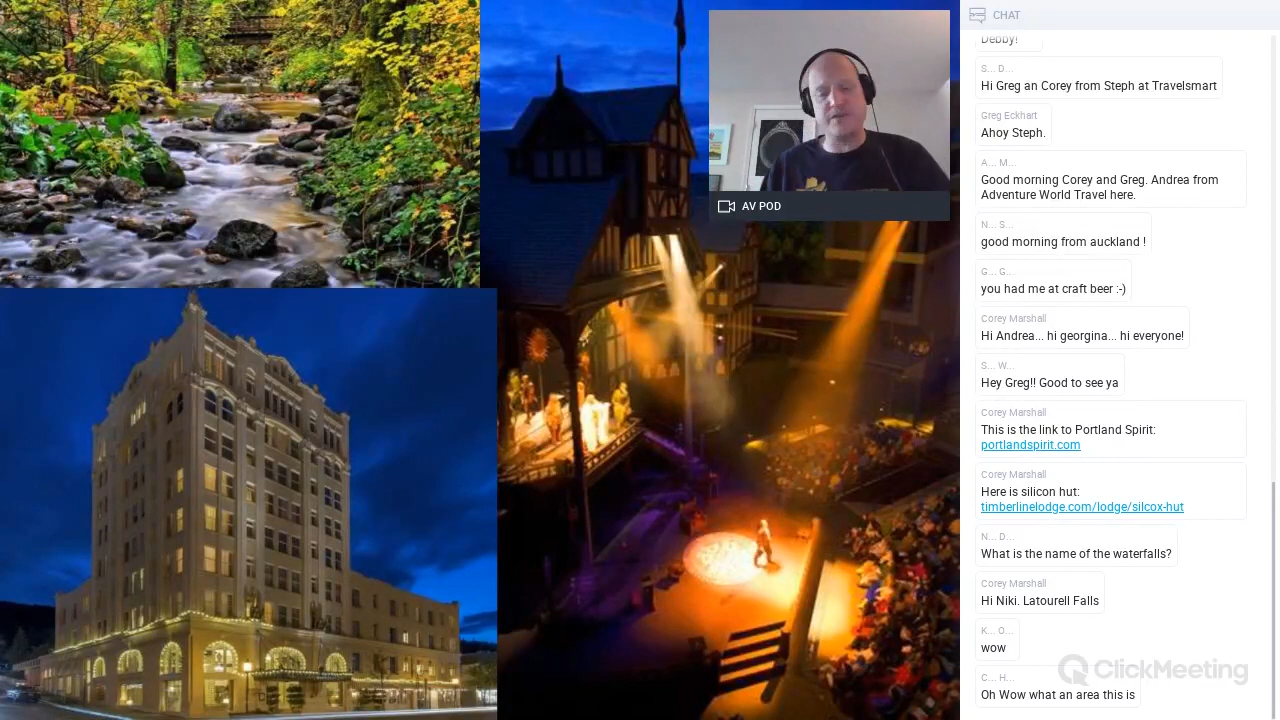 CHAT
Debby!
S... D...
Hi Greg an Corey from Steph at Travelsmart
Greg Eckhart
Ahoy Steph.
A... M...
Good morning Corey and Greg. Andrea from
Adventure World Travel here.
N... S...
good morning from auckland !
G... G...
you had me at craft beer :-)
Corey Marshall
Hi Andrea... hi georgina... hi everyone!
S... W...
Hey Greg!! Good to see ya
Corey Marshall
This is the link to Portland Spirit:
portlandspirit.com
Corey Marshall
Here is silicon hut:
timberlinelodge.com/lodge/silcox-hut
N... D...
What is the name of the waterfalls?
Corey Marshall
Hi Niki. Latourell Falls
K... O...
wow
C... H...
Oh Wow what an area this is
AV POD
ClickMeeting